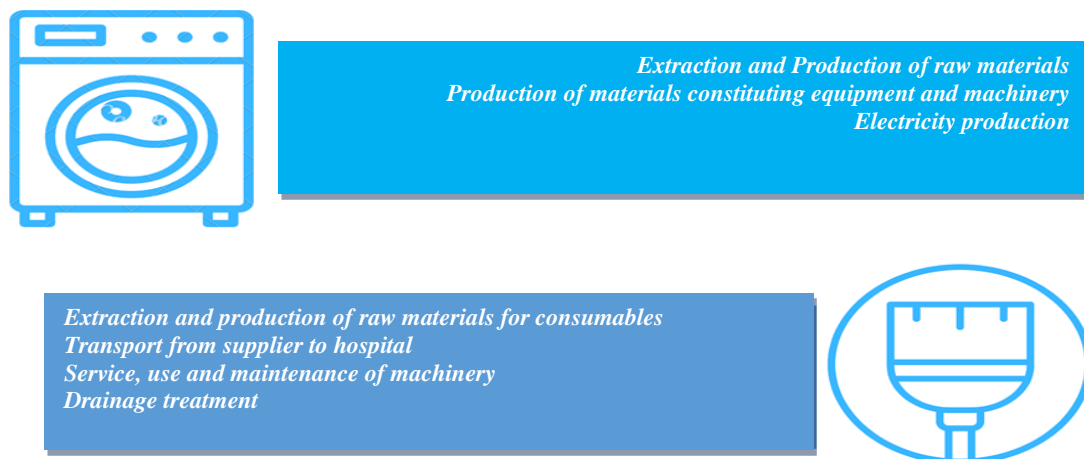 Extraction and Production of raw materials
Production of materials constituting equipment and machinery
Electricity production
Extraction and production of raw materials for consumables
Transport from supplier to hospital
Service, use and maintenance of machinery
Drainage treatment